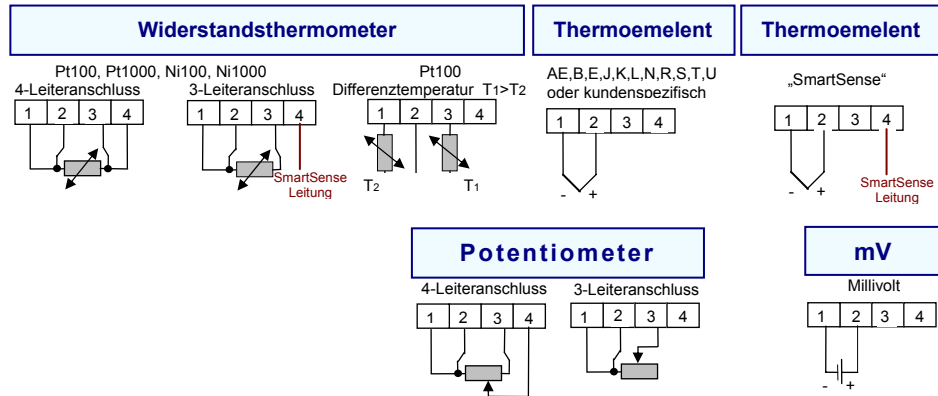 Widerstandsthermometer
Thermoemelent
Thermoemelent
Pt100, Pt1000, Ni100, Ni1000
4-Leiteranschluss
3-Leiteranschluss
Pt100
Differenztemperatur T1>T2
AE,B,E,J,K,L,N,R,S,T,U
oder kundenspezifisch
„SmartSense“
1 2 3 4
1 2 3 4
1 2 3 4
1 2 3 4
1 2 3 4
SmartSense
Leitung
T2
T1
- +
- +
SmartSense
Leitung
Potentiometer
mV
4-Leiteranschluss
3-Leiteranschluss
Millivolt
1 2 3 4
1 2 3 4
1 2 3 4
- +